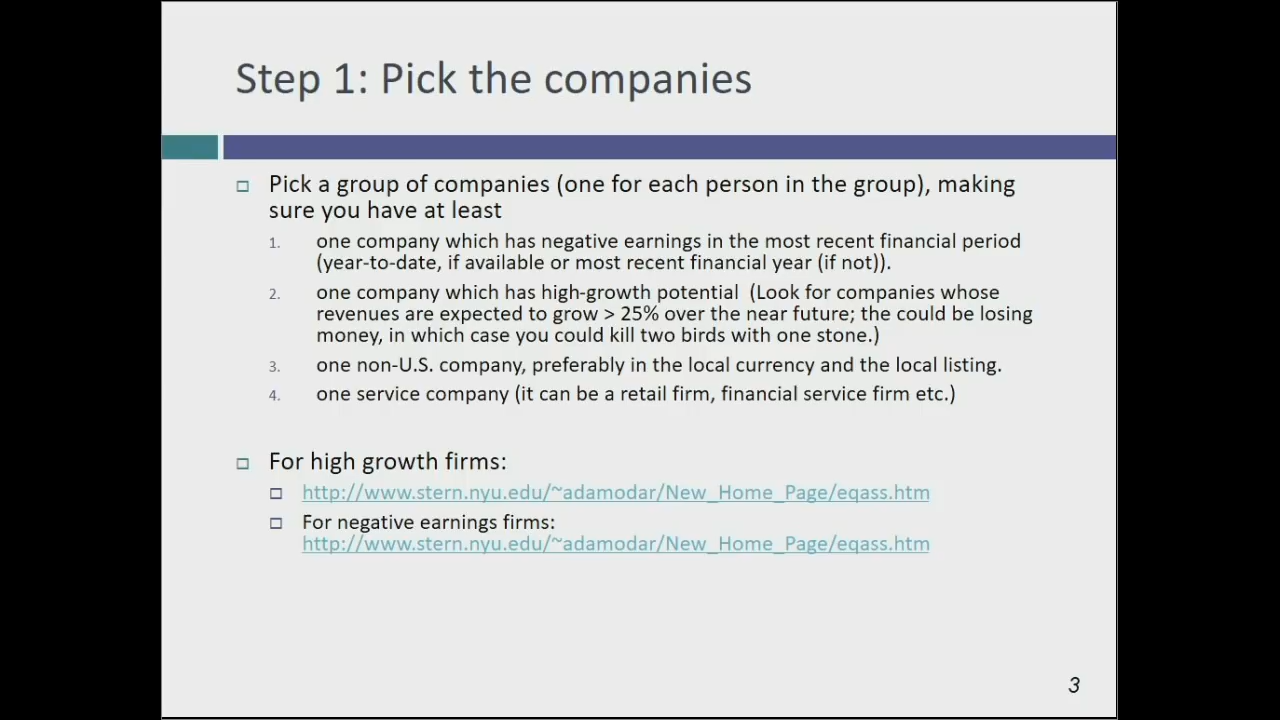 Step 1: Pick the companies
Pick a group of companies (one for each person in the group), making
sure you have at least
1. one company which has negative earnings in the most recent financial period
(year-to-date, if available or most recent financial year (if not)).
2. one company which has high-growth potential (Look for companies whose
revenues are expected to grow > 25% over the near future; the could be losing
money, in which case you could kill two birds with one stone.)
3. one non-U.S. company, preferably in the local currency and the local listing.
4. one service company (it can be a retail firm, financial service firm etc.)
For high growth firms:
http://www.stern.nyu.edu/~adamodar/New_Home_Page/eqass.htm
For negative earnings firms:
http://www.stern.nyu.edu/~adamodar/New_Home_Page/eqass.htm
3